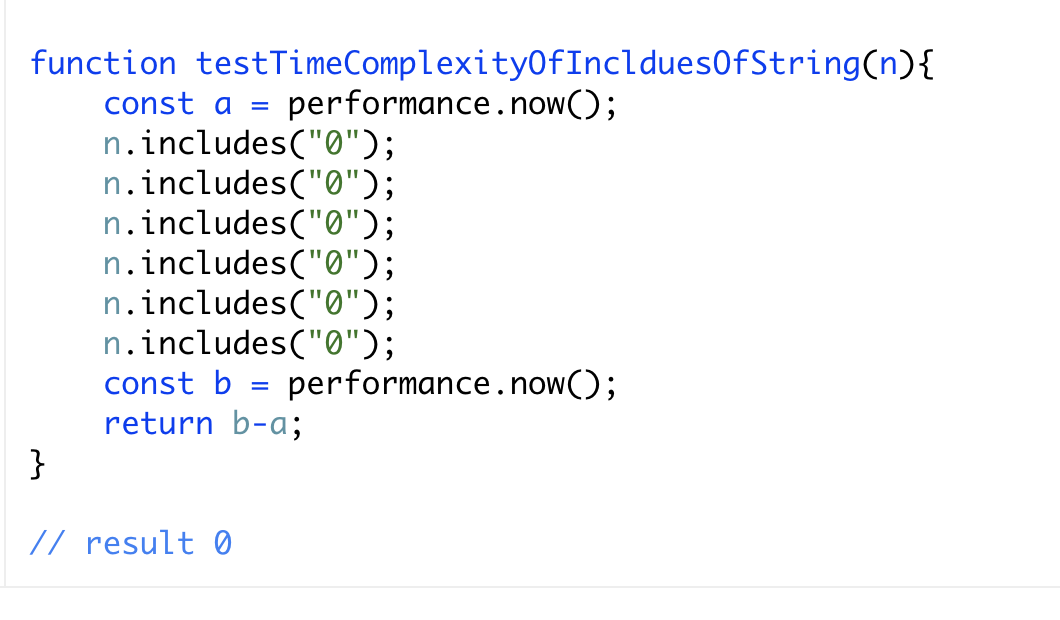 function testTimeComplexityOfInclduesOfString(n){
    const a = performance.now();
    n.includes("0");
    n.includes("0");
    n.includes("0");
    n.includes("0");
    n.includes("0");
    n.includes("0");
    const b = performance.now();
    return b-a;
}
// result 0